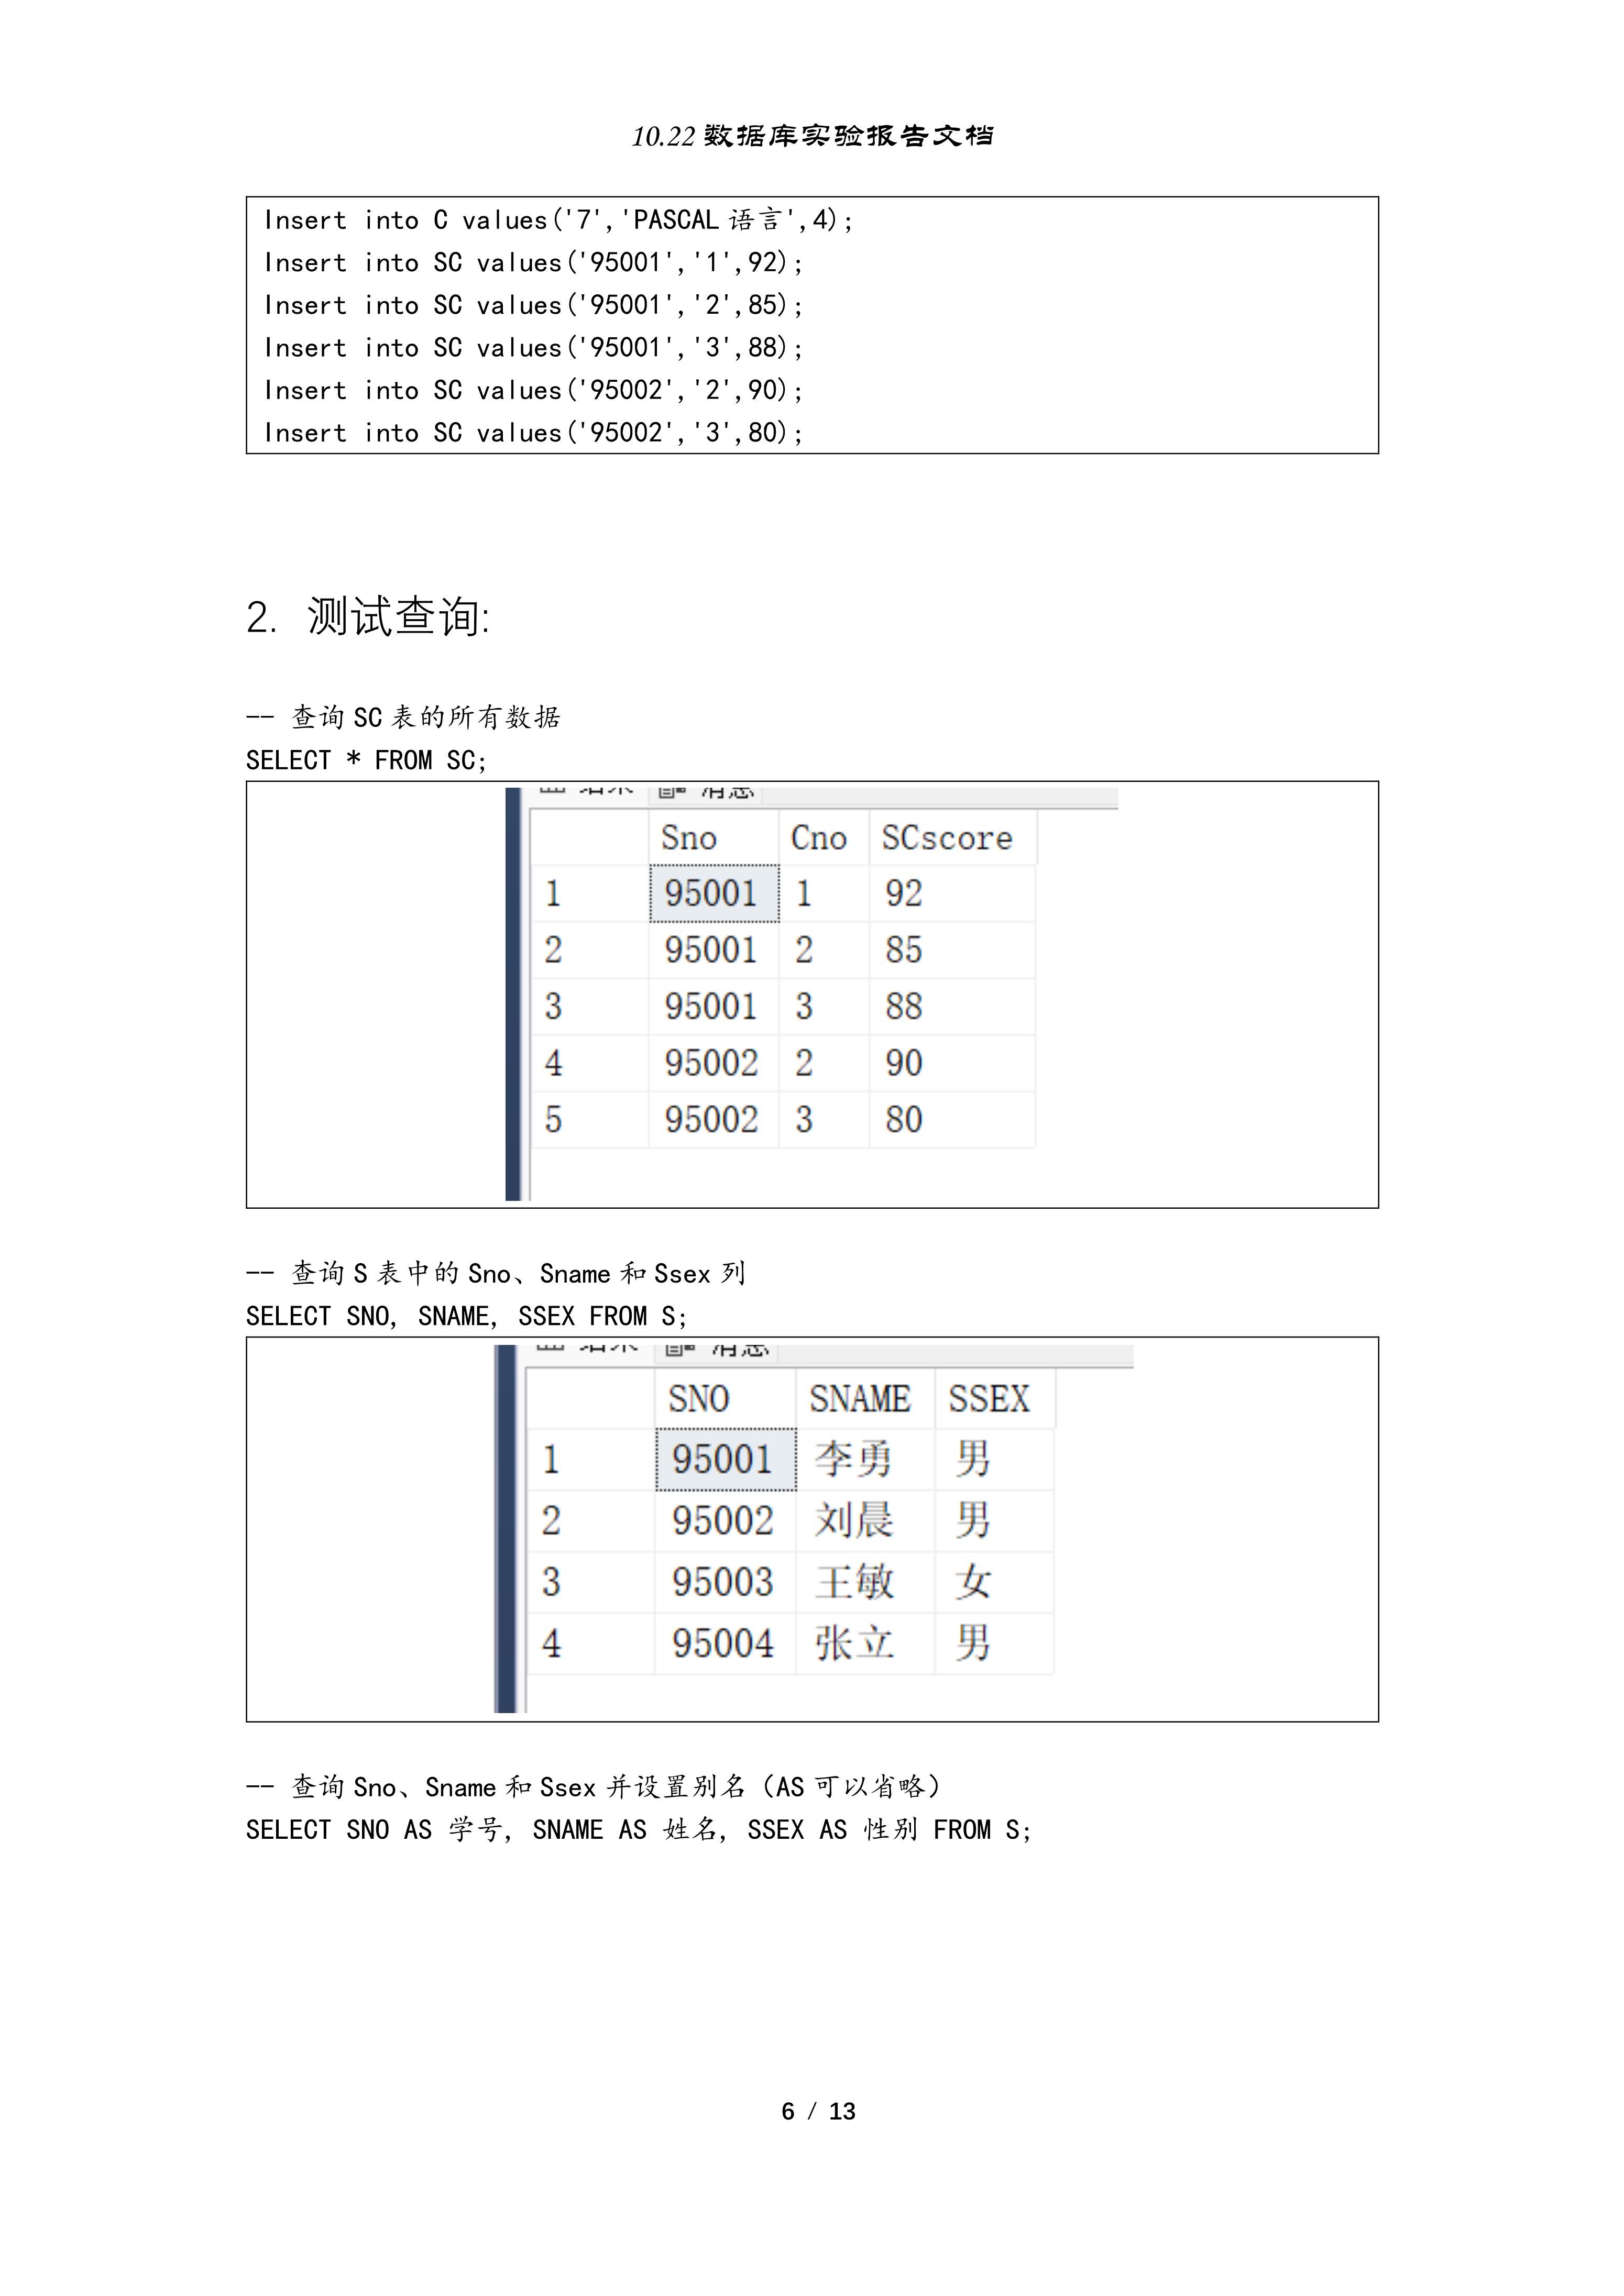 10.22 数据库实验报告文档
Insert into C values('7','PASCAL 语言',4);
Insert into SC values('95001','1',92);
Insert into SC values('95001','2',85);
Insert into SC values('95001','3',88);
Insert into SC values('95002','2',90);
Insert into SC values('95002','3',80);
2. 测试查询:
-- 查询 SC 表的所有数据
SELECT * FROM SC;
结果 消息
Sno Cno SCscore
1 95001 1 92
2 95001 2 85
3 95001 3 88
4 95002 2 90
5 95002 3 80
-- 查询 S 表中的 Sno、Sname 和 Ssex 列
SELECT SNO, SNAME, SSEX FROM S;
结果 消息
SNO SNAME SSEX
1 95001 李勇 男
2 95002 刘晨 男
3 95003 王敏 女
4 95004 张立 男
-- 查询 Sno、Sname 和 Ssex 并设置别名（AS 可以省略）
SELECT SNO AS 学号, SNAME AS 姓名, SSEX AS 性别 FROM S;
6 / 13